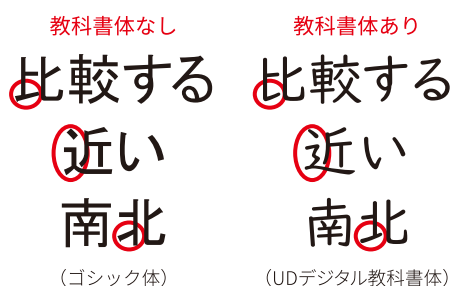 教科書体なし
比較する
近い
南北
（ゴシック体）
教科書体あり
比較する
近い
南北
（UDデジタル教科書体）